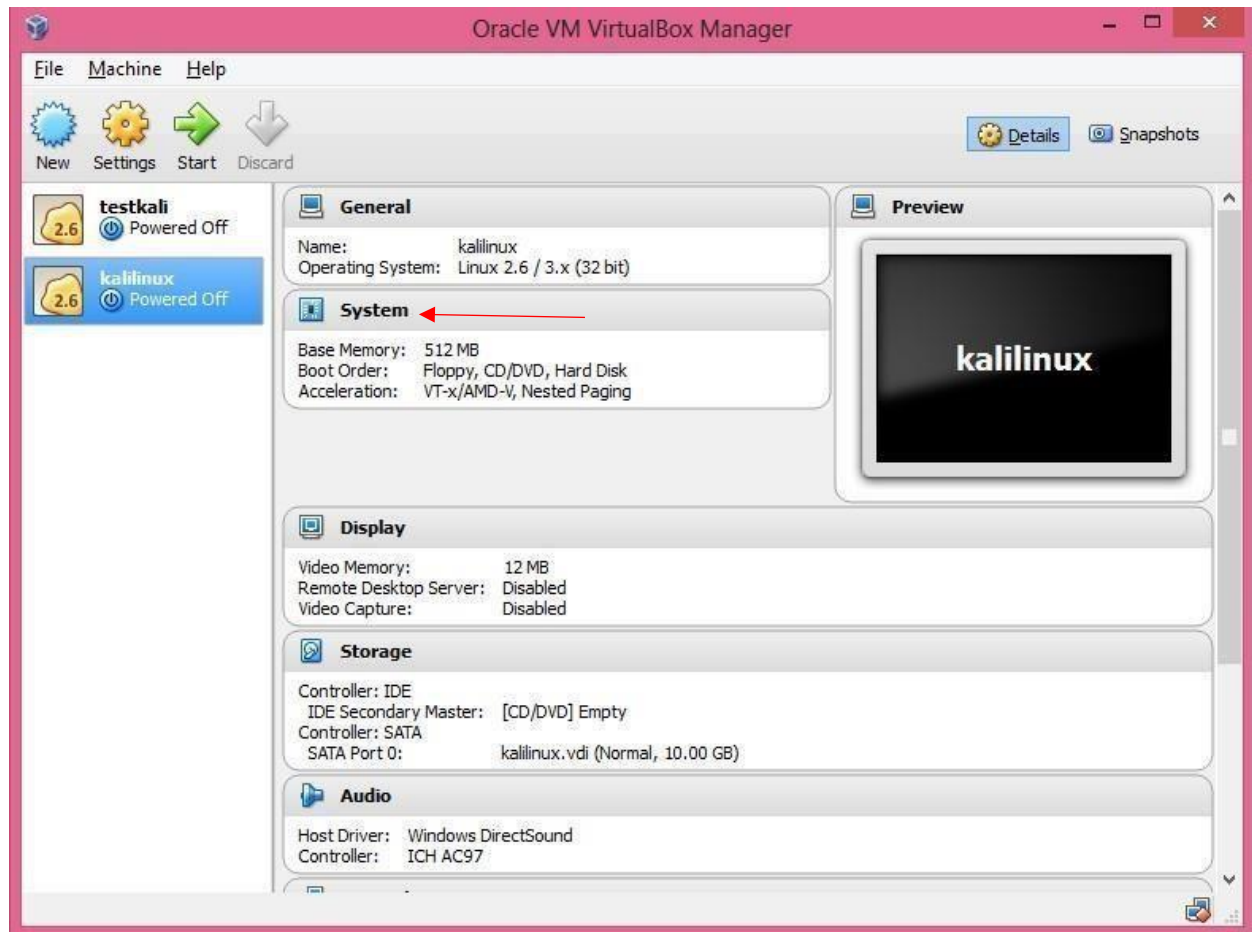 Oracle VM VirtualBox Manager
File Machine Help
New Settings Start Discard
Details Snapshots
testkali
2.6 Powered Off
kalilinux
2.6 Powered Off
General
Name: kalilinux
Operating System: Linux 2.6 / 3.x (32 bit)
System
Base Memory: 512 MB
Boot Order: Floppy, CD/DVD, Hard Disk
Acceleration: VT-x/AMD-V, Nested Paging
Preview
kalilinux
Display
Video Memory: 12 MB
Remote Desktop Server: Disabled
Video Capture: Disabled
Storage
Controller: IDE
IDE Secondary Master: [CD/DVD] Empty
Controller: SATA
SATA Port 0: kalilinux.vdi (Normal, 10.00 GB)
Audio
Host Driver: Windows DirectSound
Controller: ICH AC97